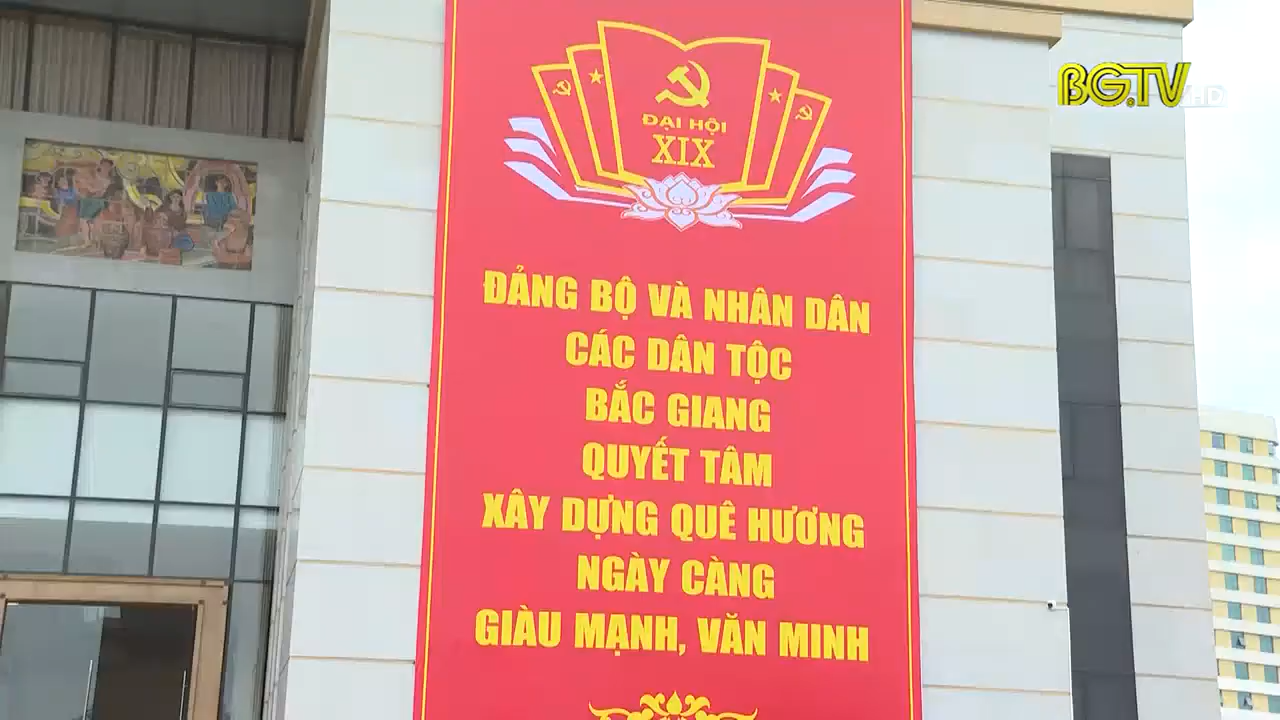 BGTV HD
ĐẠI HỘI
XIX
ĐẢNG BỘ VÀ NHÂN DÂN
CÁC DÂN TỘC
BẮC GIANG
QUYẾT TÂM
XÂY DỰNG QUÊ HƯƠNG
NGÀY CÀNG
GIÀU MẠNH, VĂN MINH